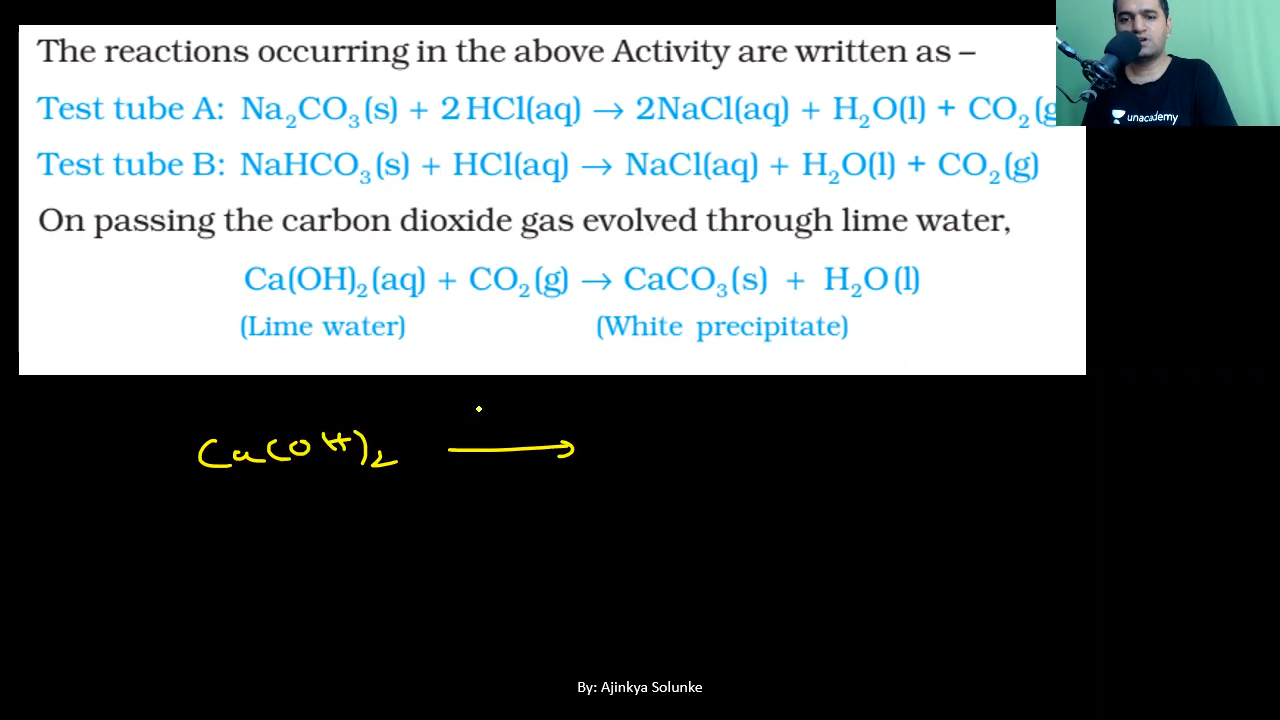 The reactions occurring in the above Activity are written as –
Test tube A: Na₂CO₃(s) + 2 HCl(aq) → 2NaCl(aq) + H₂O(l) + CO₂(g
Test tube B: NaHCO₃(s) + HCl(aq) → NaCl(aq) + H₂O(l) + CO₂(g)
On passing the carbon dioxide gas evolved through lime water,
Ca(OH)₂(aq) + CO₂(g) → CaCO₃(s) + H₂O(l)
(Lime water) (White precipitate)
Ca(OH)₂ →
unacademy
By: Ajinkya Solunke